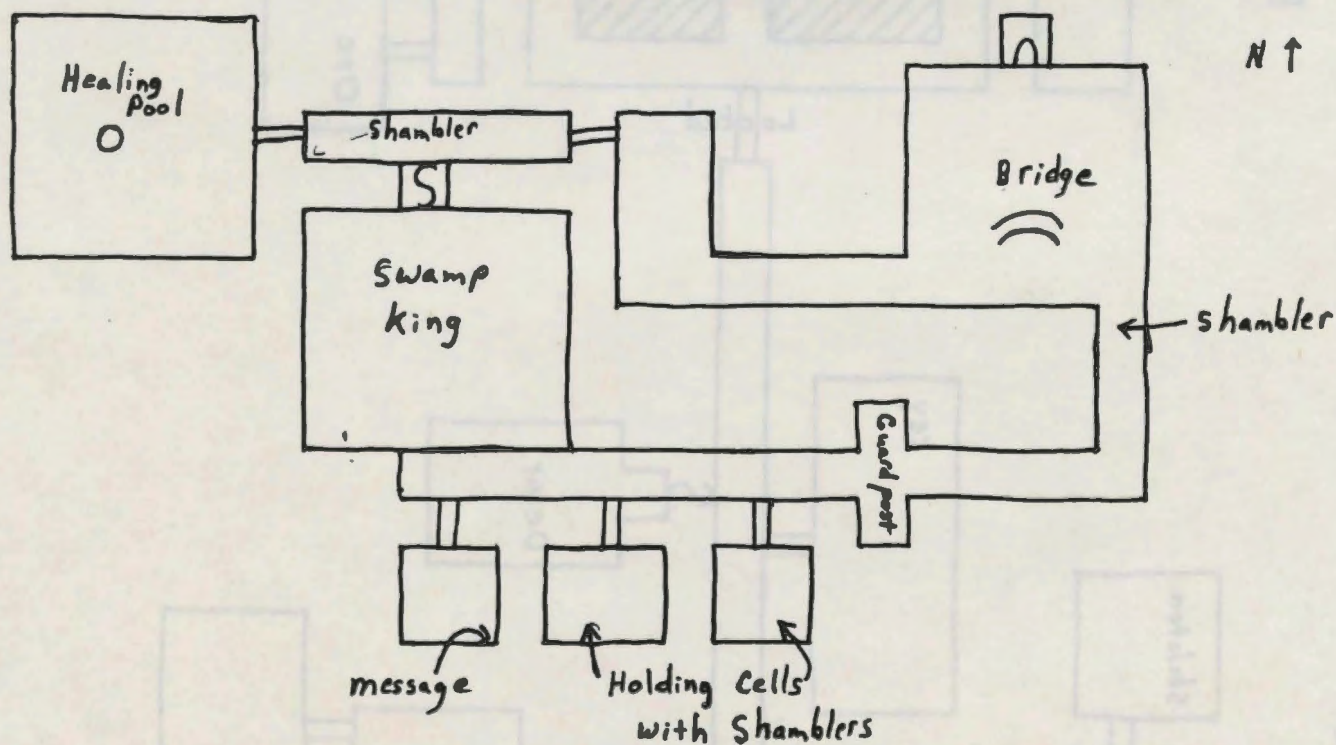 Healing
Pool
Shambler
S
Swamp
King
N ↑
Bridge
Shambler
Guard post
message
Holding Cells
with Shamblers